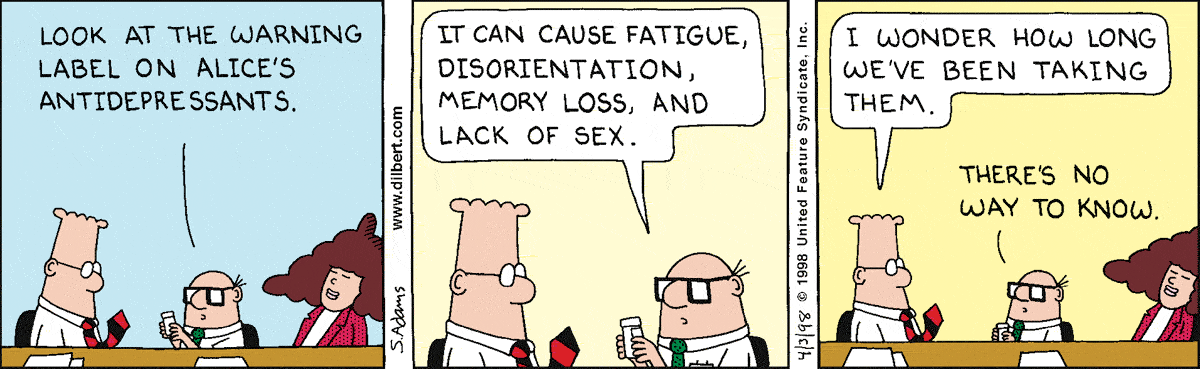 LOOK AT THE WARNING
LABEL ON ALICE'S
ANTIDEPRESSANTS.
www.dilbert.com
S. Adams
IT CAN CAUSE FATIGUE,
DISORIENTATION,
MEMORY LOSS, AND
LACK OF SEX.
4/3/98 © 1998 United Feature Syndicate, Inc.
I WONDER HOW LONG
WE'VE BEEN TAKING
THEM.
THERE'S NO
WAY TO KNOW.